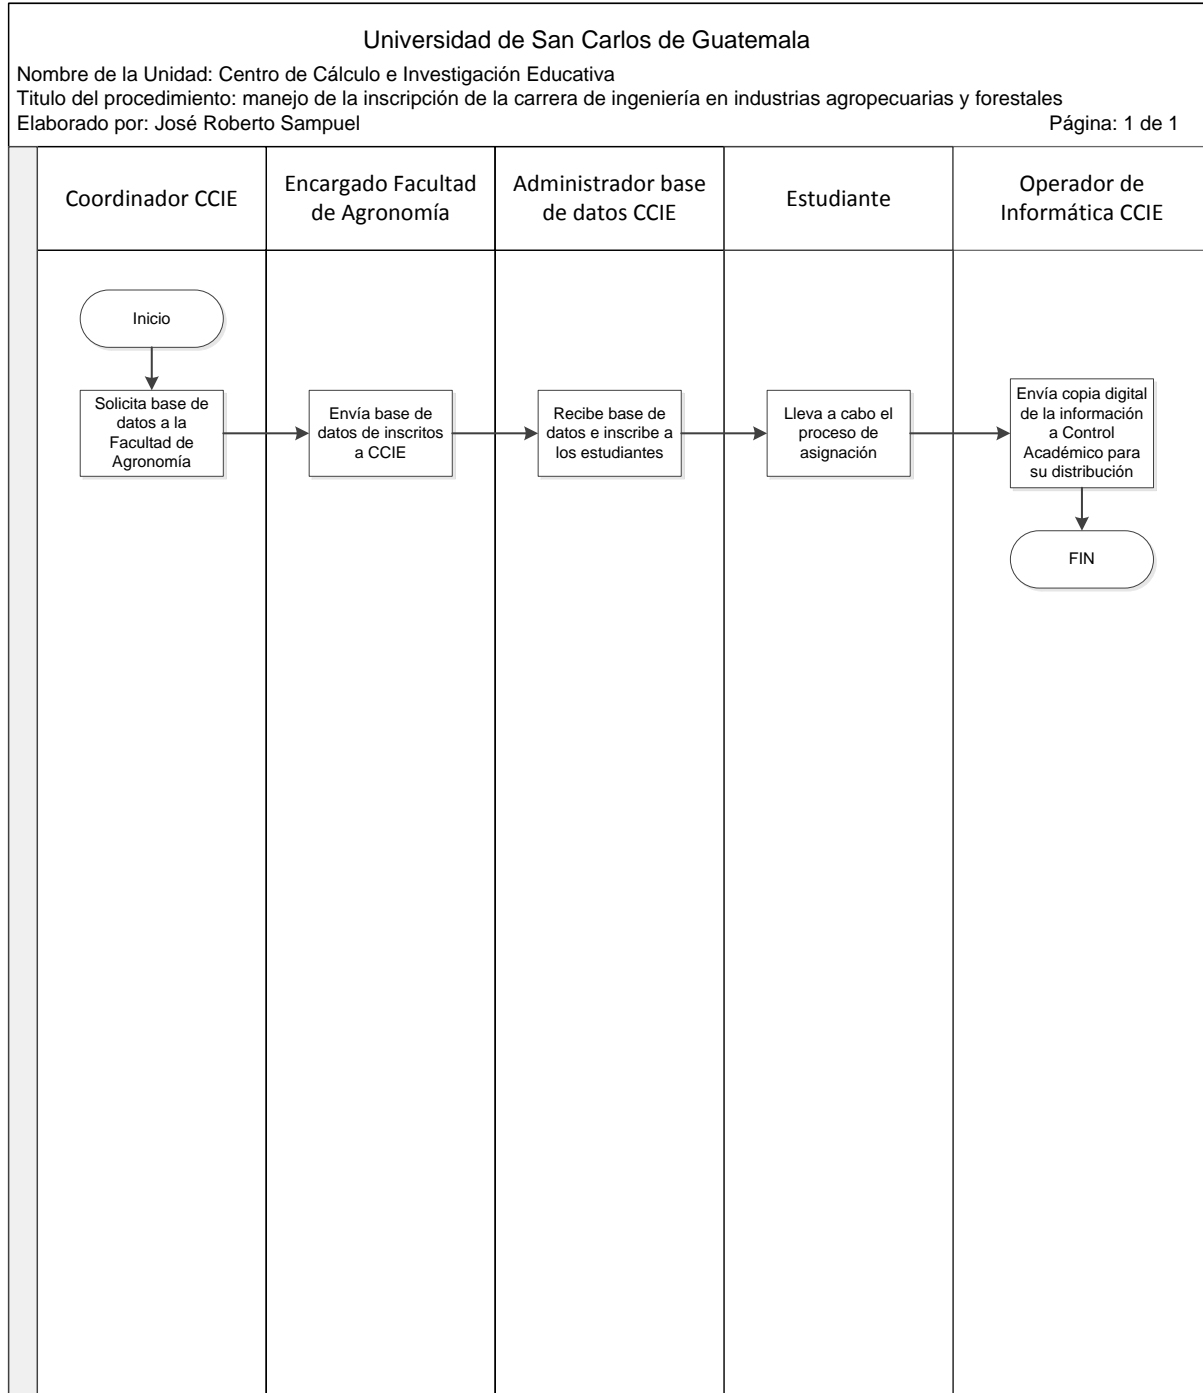 Universidad de San Carlos de Guatemala
Nombre de la Unidad: Centro de Cálculo e Investigación Educativa
Titulo del procedimiento: manejo de la inscripción de la carrera de ingeniería en industrias agropecuarias y forestales
Elaborado por: José Roberto Sampuel
Página: 1 de 1
Coordinador CCIE
Encargado Facultad
de Agronomía
Administrador base
de datos CCIE
Estudiante
Operador de
Informática CCIE
Inicio
Solicita base de
datos a la
Facultad de
Agronomía
Envía base de
datos de inscritos
a CCIE
Recibe base de
datos e inscribe a
los estudiantes
Lleva a cabo el
proceso de
asignación
Envía copia digital
de la información
a Control
Académico para
su distribución
FIN